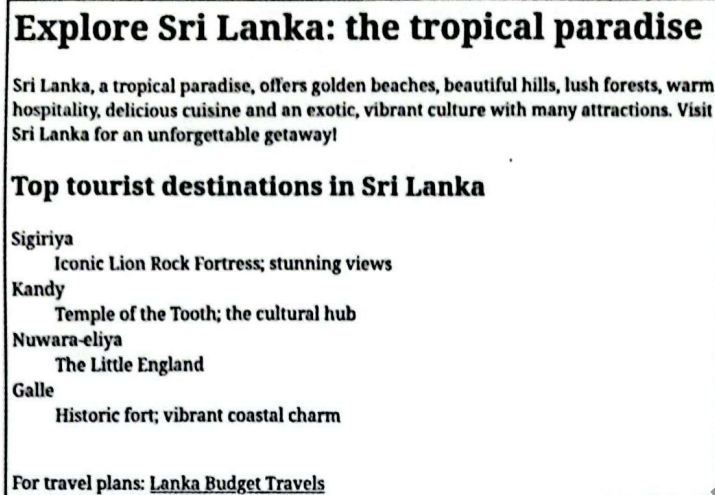 Explore Sri Lanka: the tropical paradise
Sri Lanka, a tropical paradise, offers golden beaches, beautiful hills, lush forests, warm
hospitality, delicious cuisine and an exotic, vibrant culture with many attractions. Visit
Sri Lanka for an unforgettable getaway!
Top tourist destinations in Sri Lanka
Sigiriya
Iconic Lion Rock Fortress; stunning views
Kandy
Temple of the Tooth; the cultural hub
Nuwara-eliya
The Little England
Galle
Historic fort; vibrant coastal charm
For travel plans: Lanka Budget Travels